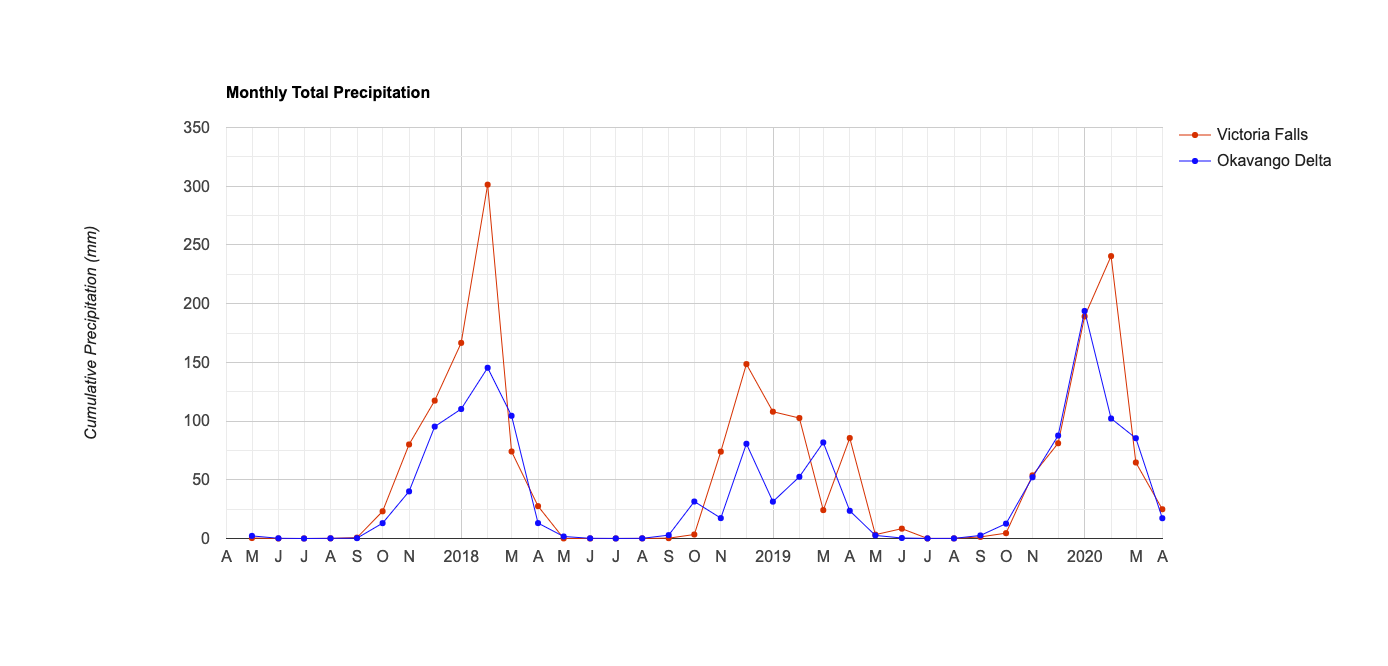 Monthly Total Precipitation
Victoria Falls
Okavango Delta
Cumulative Precipitation (mm)
350
300
250
200
150
100
50
0
A M J J A S O N 2018 M A M J J A S O N 2019 M A M J J A S O N 2020 M A